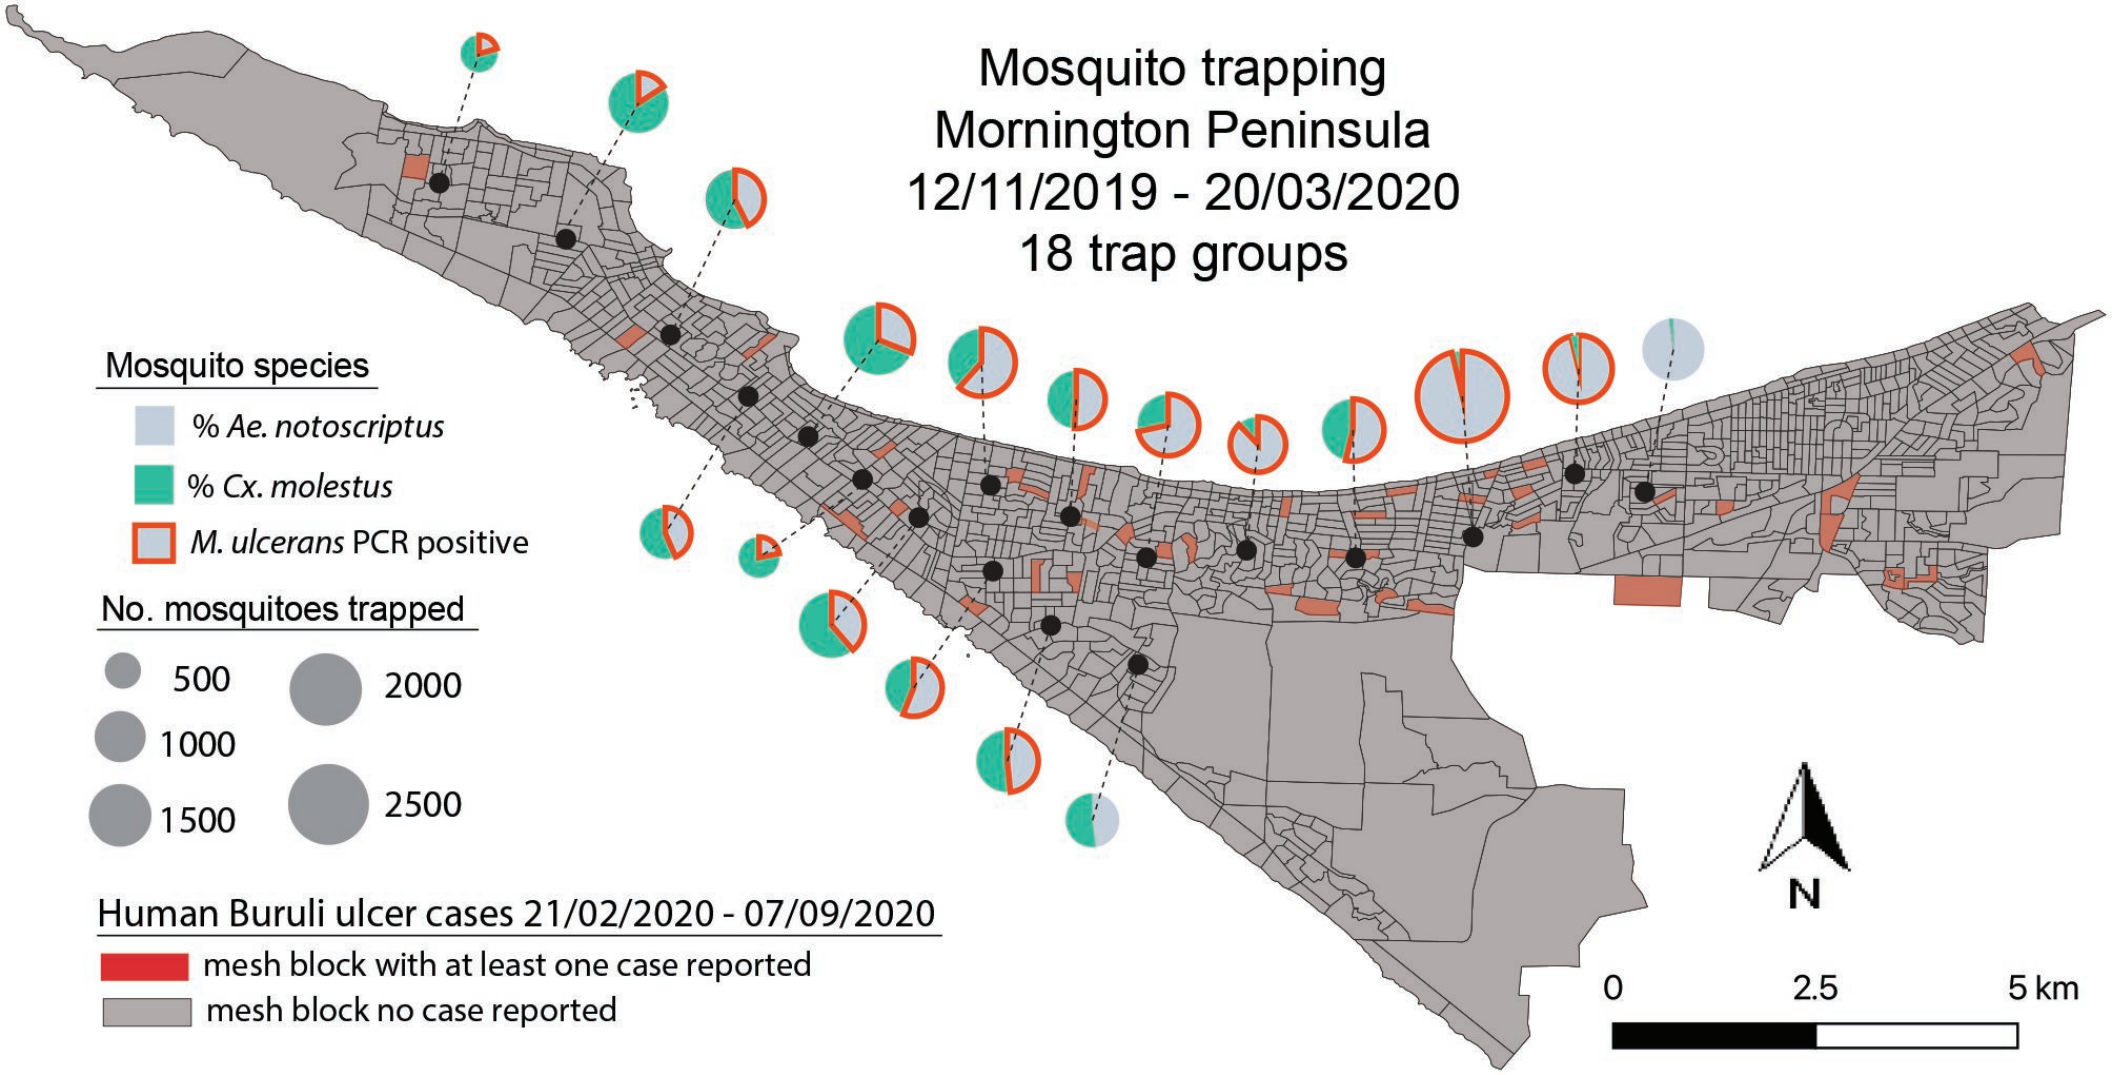 Mosquito trapping
Mornington Peninsula
12/11/2019 - 20/03/2020
18 trap groups
Mosquito species
% Ae. notoscriptus
% Cx. molestus
M. ulcerans PCR positive
No. mosquitoes trapped
500
2000
1000
1500
2500
Human Buruli ulcer cases 21/02/2020 - 07/09/2020
mesh block with at least one case reported
mesh block no case reported
N
0 2.5 5 km